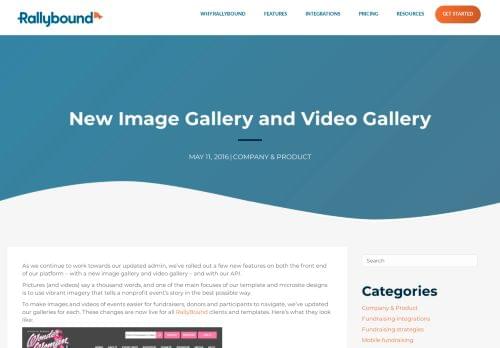 Rallybound
WHY RALLYBOUND FEATURES INTEGRATIONS PRICING RESOURCES GET STARTED
New Image Gallery and Video Gallery
MAY 11, 2016 | COMPANY & PRODUCT
As we continue to work towards our updated admin, we've rolled out a few new features on both the front end
of our platform – with a new image gallery and video gallery – and with our API.
Pictures (and videos) say a thousand words, and one of the main focuses of our template and microsite designs
is to use vibrant imagery that tells a nonprofit event's story in the best possible way.
To make images and videos of events easier for fundraisers, donors and participants to navigate, we've updated
our galleries for each. These changes are now live for all RallyBound clients and templates. Here's what they look
like:
Search
Categories
Company & Product
Fundraising integrations
Fundraising strategies
Mobile fundraising